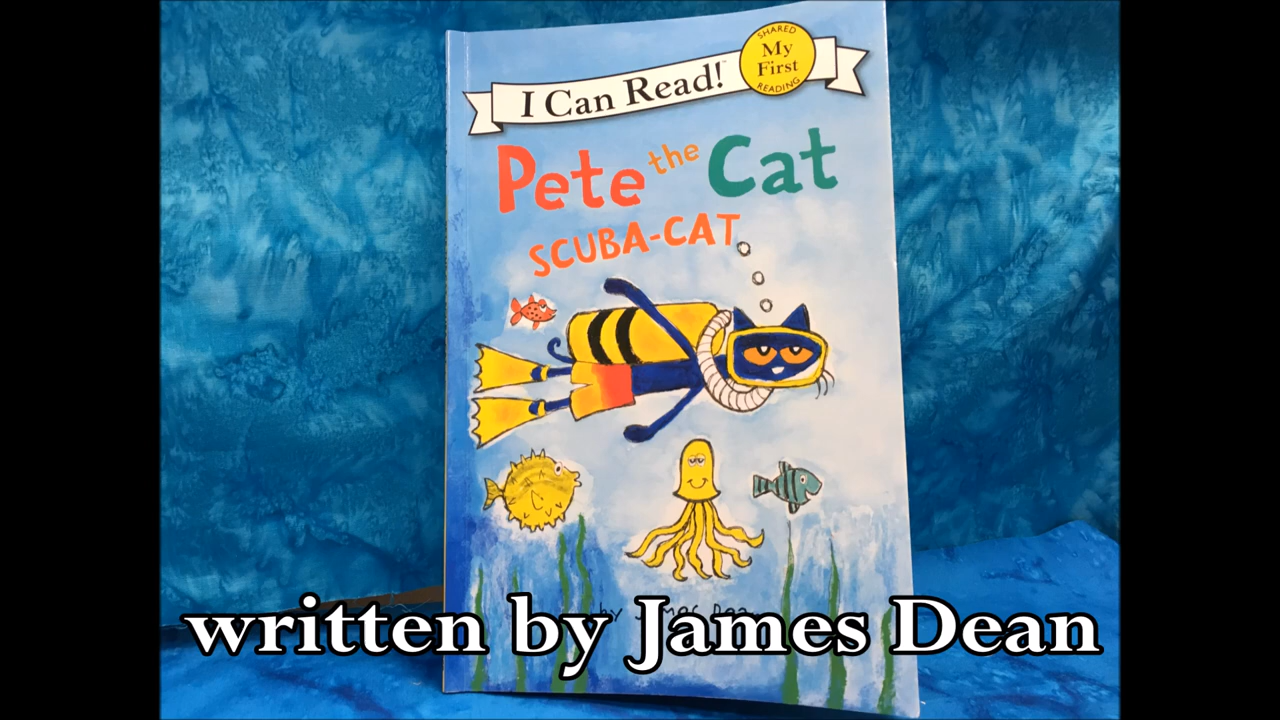 SHARED
My
First
READING
I Can Read!
Pete the Cat
SCUBA-CAT
written by James Dean